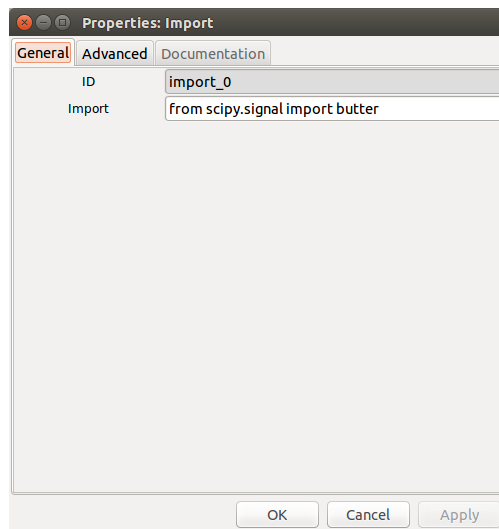 Properties: Import
General Advanced Documentation
ID import_0
Import from scipy.signal import butter
OK Cancel Apply